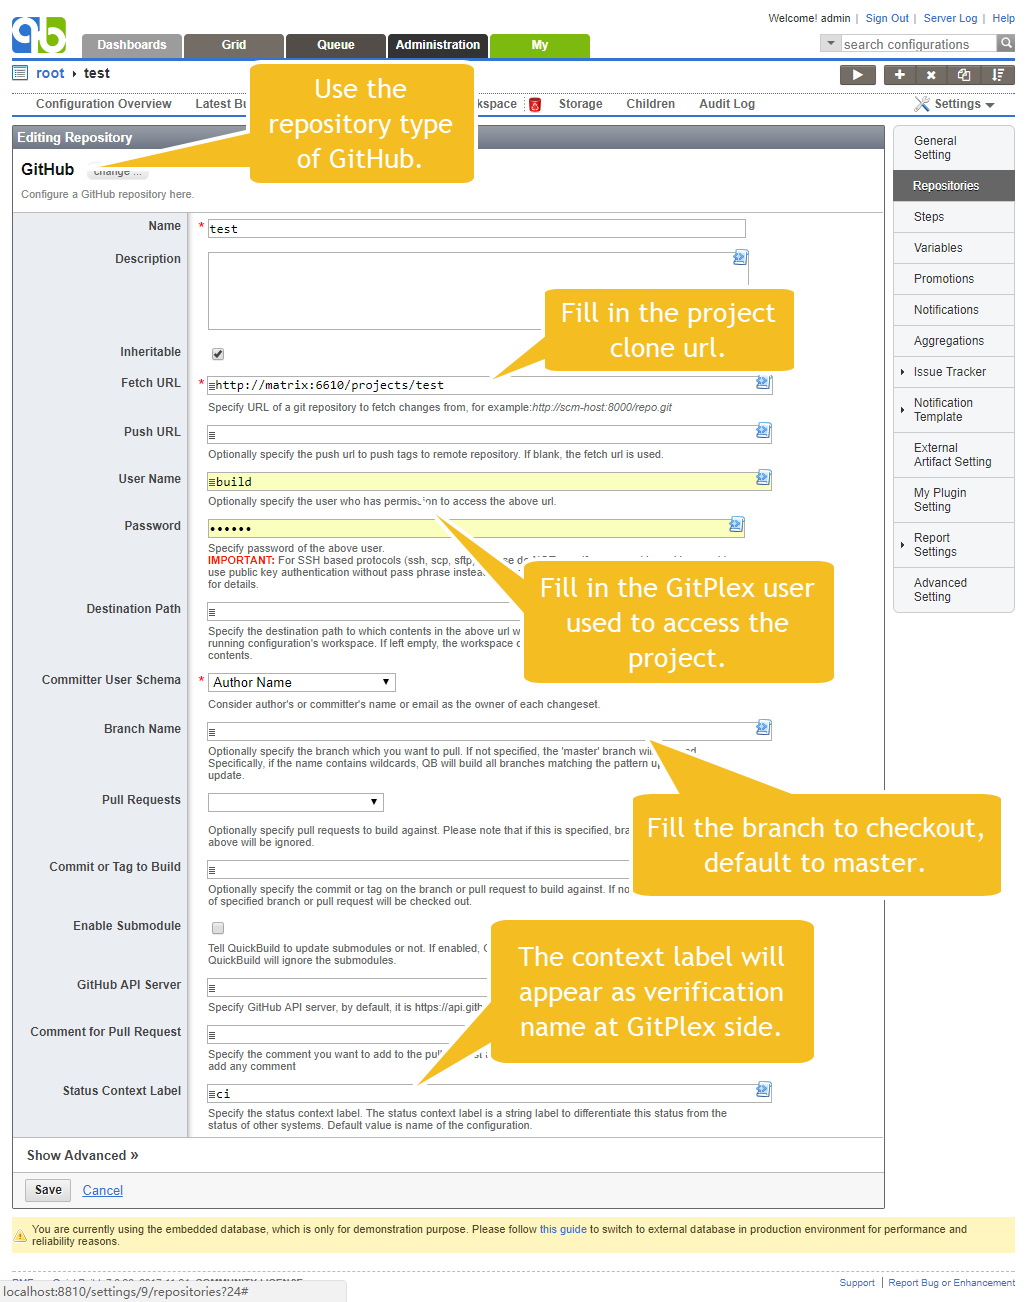 Welcome! admin | Sign Out | Server Log | Help
qb
Dashboards Grid Queue Administration My
search configurations
root › test
Configuration Overview Latest Bu kspace Storage Children Audit Log Settings
Use the
repository type
of GitHub.
Editing Repository
GitHub change ...
Configure a GitHub repository here.
Name * test
Description
Fill in the project
clone url.
Inheritable
Fetch URL * http://matrix:6610/projects/test
Specify URL of a git repository to fetch changes from, for example:http://scm-host:8000/repo.git
Push URL
Optionally specify the push url to push tags to remote repository. If blank, the fetch url is used.
User Name build
Optionally specify the user who has permission to access the above url.
Password ••••••
Specify password of the above user.
IMPORTANT: For SSH based protocols (ssh, scp, sftp,
use public key authentication without pass phrase instea
for details.
Fill in the GitPlex user
used to access the
project.
Destination Path
Specify the destination path to which contents in the above url w
running configuration's workspace. If left empty, the workspace
contents.
Committer User Schema * Author Name
Consider author's or committer's name or email as the owner of each changeset.
Branch Name
Optionally specify the branch which you want to pull. If not specified, the 'master' branch wi
Specifically, if the name contains wildcards, QB will build all branches matching the pattern u
update.
Fill the branch to checkout,
default to master.
Pull Requests
Optionally specify pull requests to build against. Please note that if this is specified, bra
above will be ignored.
Commit or Tag to Build
Optionally specify the commit or tag on the branch or pull request to build against. If no
of specified branch or pull request will be checked out.
Enable Submodule
Tell QuickBuild to update submodules or not. If enabled,
QuickBuild will ignore the submodules.
The context label will
appear as verification
name at GitPlex side.
GitHub API Server
Specify GitHub API server, by default, it is https://api.gith
Comment for Pull Request
Specify the comment you want to add to the pull
add any comment
Status Context Label ci
Specify the status context label. The status context label is a string label to differentiate this status from the
status of other systems. Default value is name of the configuration.
Show Advanced »
Save Cancel
General
Setting
Repositories
Steps
Variables
Promotions
Notifications
Aggregations
Issue Tracker
Notification
Template
External
Artifact Setting
My Plugin
Setting
Report
Settings
Advanced
Setting
You are currently using the embedded database, which is only for demonstration purpose. Please follow this guide to switch to external database in production environment for performance and
reliability reasons.
Support | Report Bug or Enhancement
localhost:8810/settings/9/repositories?24#